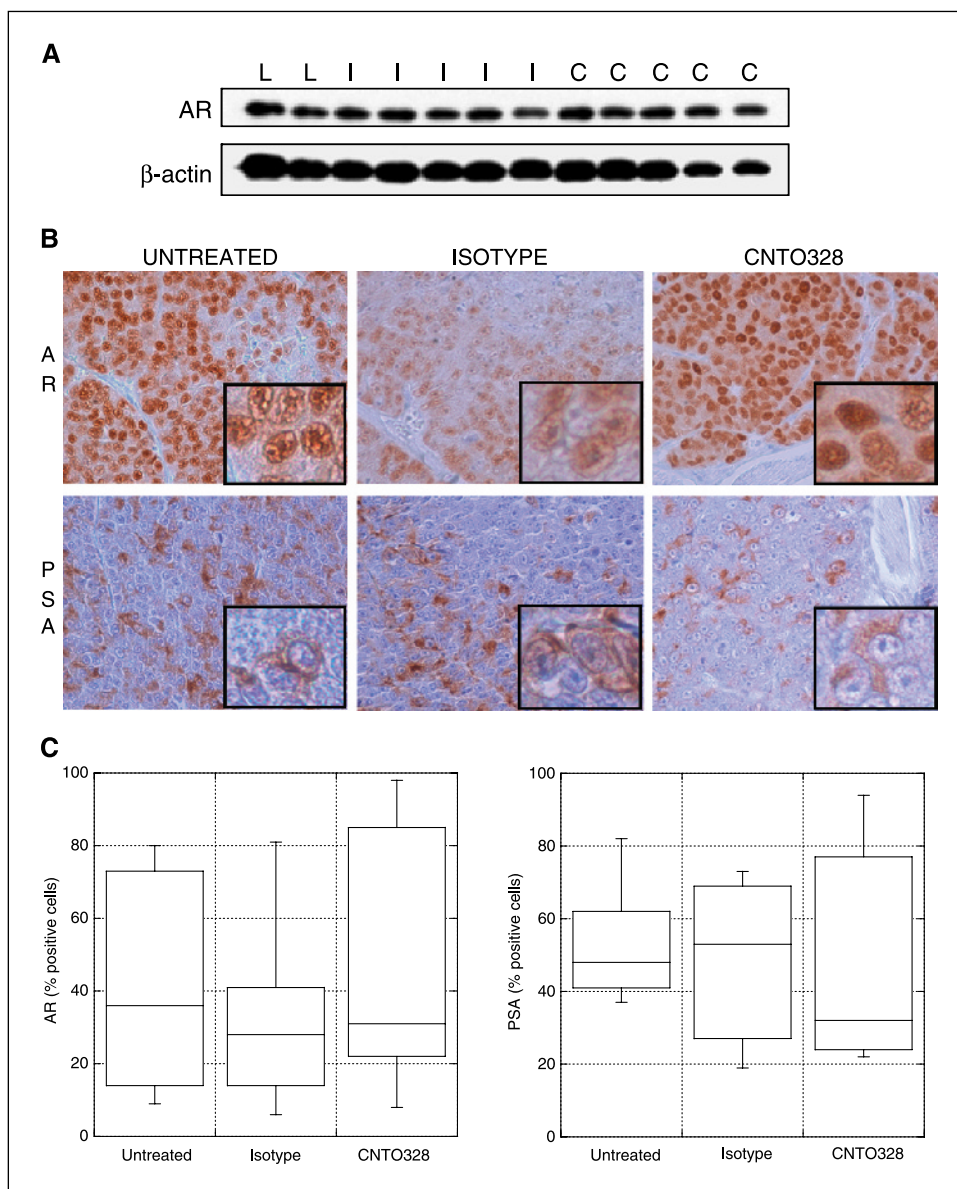 A
L L I I I I I C C C C C
AR
β-actin
B
UNTREATED ISOTYPE CNTO328
A
R
P
S
A
C
100
80
60
40
20
0
AR (% positive cells)
Untreated Isotype CNTO328
100
80
60
40
20
0
PSA (% positive cells)
Untreated Isotype CNTO328